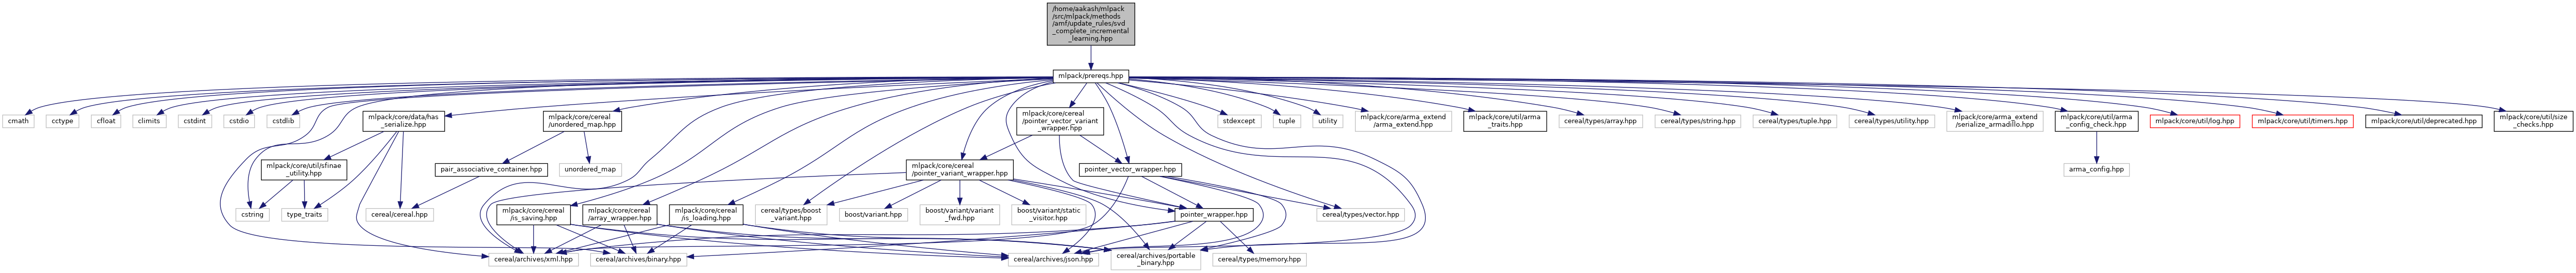 /home/aakash/mlpack
/src/mlpack/methods
/amf/update_rules/svd
_complete_incremental
_learning.hpp
mlpack/prereqs.hpp
cmath
cctype
cfloat
climits
cstdint
cstdio
cstdlib
mlpack/core/data/has
_serialize.hpp
mlpack/core/cereal
/unordered_map.hpp
mlpack/core/cereal
/pointer_vector_variant
_wrapper.hpp
stdexcept
tuple
utility
mlpack/core/arma_extend
/arma_extend.hpp
mlpack/core/util/arma
_traits.hpp
cereal/types/array.hpp
cereal/types/string.hpp
cereal/types/tuple.hpp
cereal/types/utility.hpp
mlpack/core/arma_extend
/serialize_armadillo.hpp
mlpack/core/util/arma
_config_check.hpp
mlpack/core/util/log.hpp
mlpack/core/util/timers.hpp
mlpack/core/util/deprecated.hpp
mlpack/core/util/size
_checks.hpp
mlpack/core/util/sfinae
_utility.hpp
pair_associative_container.hpp
unordered_map
mlpack/core/cereal
/pointer_variant_wrapper.hpp
pointer_vector_wrapper.hpp
arma_config.hpp
cstring
type_traits
cereal/cereal.hpp
mlpack/core/cereal
/is_saving.hpp
mlpack/core/cereal
/array_wrapper.hpp
mlpack/core/cereal
/is_loading.hpp
cereal/types/boost
_variant.hpp
boost/variant.hpp
boost/variant/variant
_fwd.hpp
boost/variant/static
_visitor.hpp
pointer_wrapper.hpp
cereal/types/vector.hpp
cereal/archives/xml.hpp
cereal/archives/binary.hpp
cereal/archives/json.hpp
cereal/archives/portable
_binary.hpp
cereal/types/memory.hpp